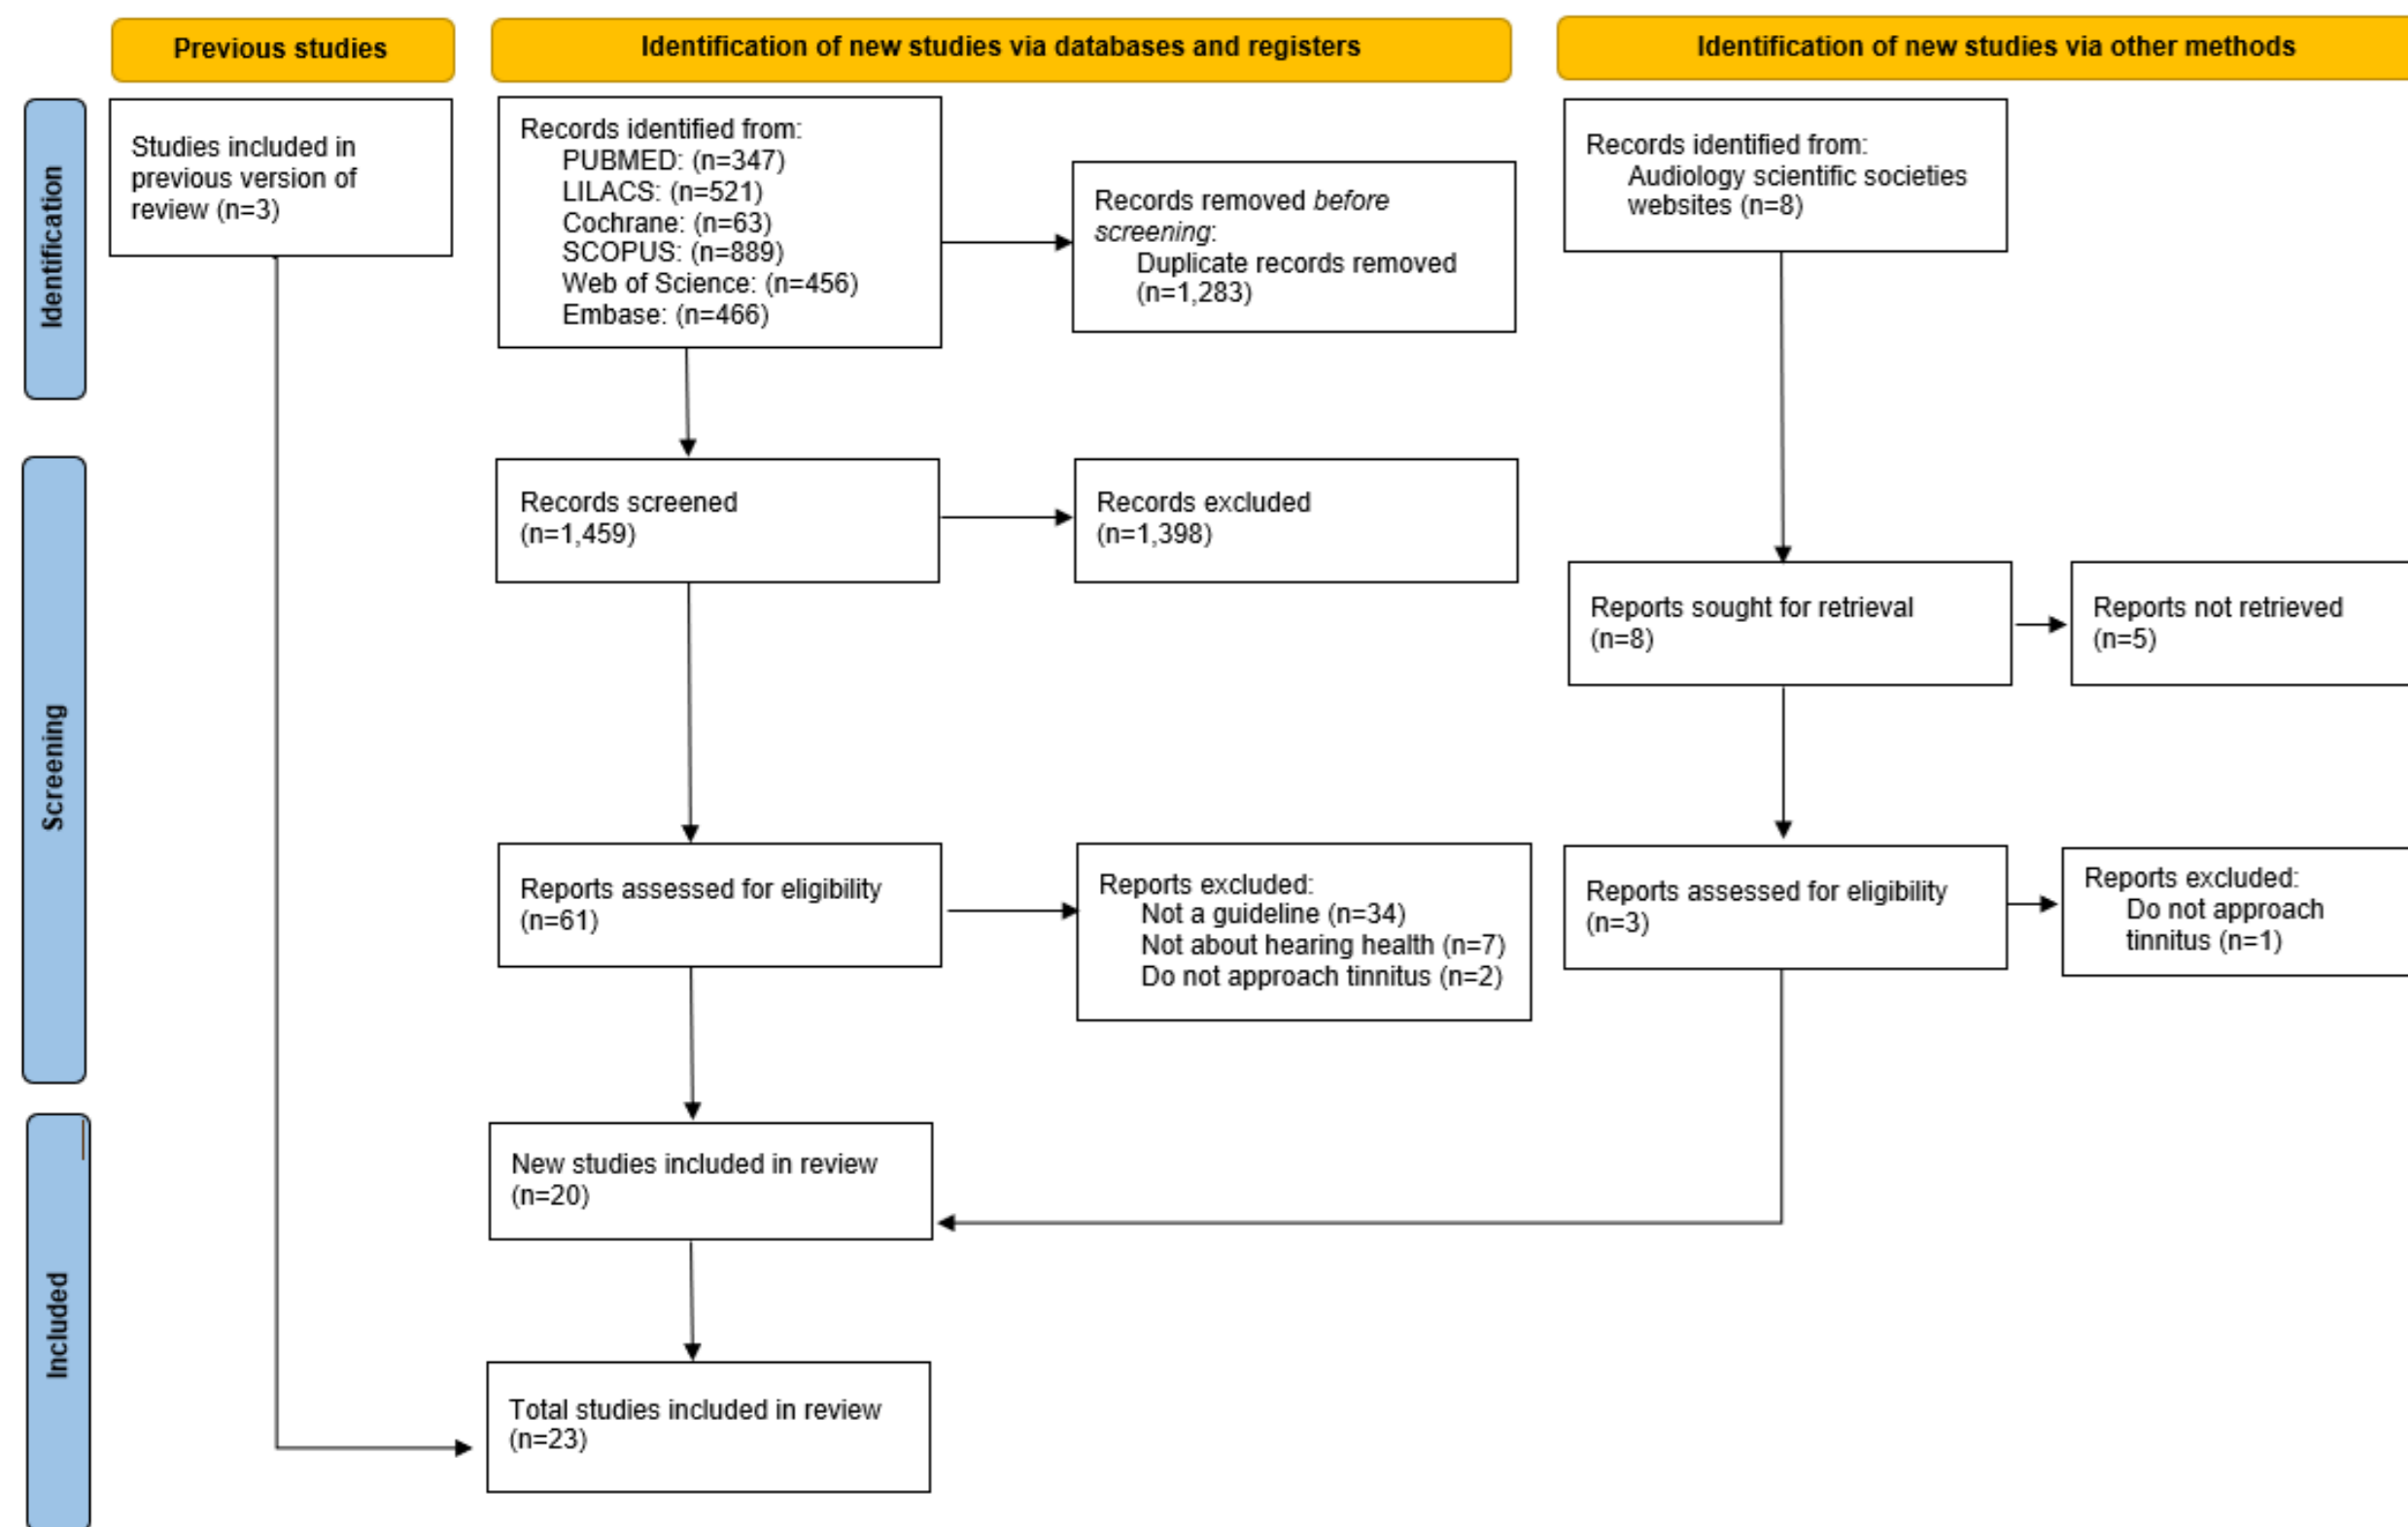 Previous studies
Identification of new studies via databases and registers
Identification of new studies via other methods
Identification
Studies included in
previous version of
review (n=3)
Records identified from:
PUBMED: (n=347)
LILACS: (n=521)
Cochrane: (n=63)
SCOPUS: (n=889)
Web of Science: (n=456)
Embase: (n=466)
Records removed before
screening:
Duplicate records removed
(n=1,283)
Records identified from:
Audiology scientific societies
websites (n=8)
Screening
Records screened
(n=1,459)
Records excluded
(n=1,398)
Reports sought for retrieval
(n=8)
Reports not retrieved
(n=5)
Reports assessed for eligibility
(n=61)
Reports excluded:
Not a guideline (n=34)
Not about hearing health (n=7)
Do not approach tinnitus (n=2)
Reports assessed for eligibility
(n=3)
Reports excluded:
Do not approach
tinnitus (n=1)
Included
New studies included in review
(n=20)
Total studies included in review
(n=23)